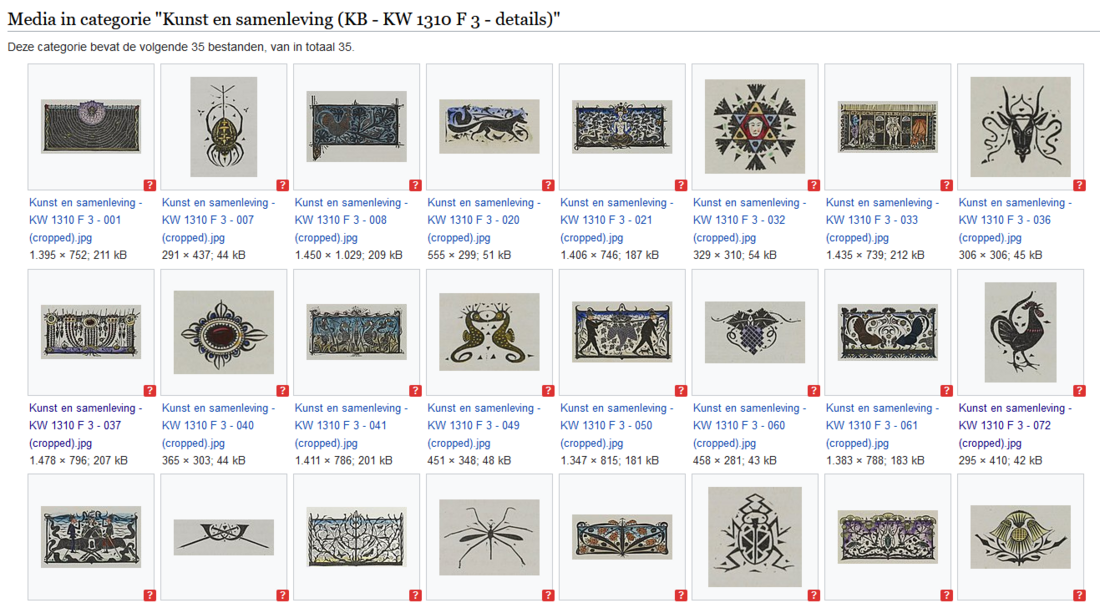 Media in categorie "Kunst en samenleving (KB - KW 1310 F 3 - details)"
Deze categorie bevat de volgende 35 bestanden, van in totaal 35.
Kunst en samenleving -
KW 1310 F 3 - 001
(cropped).jpg
1.395 × 752; 211 kB
Kunst en samenleving -
KW 1310 F 3 - 007
(cropped).jpg
291 × 437; 44 kB
Kunst en samenleving -
KW 1310 F 3 - 008
(cropped).jpg
1.450 × 1.029; 209 kB
Kunst en samenleving -
KW 1310 F 3 - 020
(cropped).jpg
555 × 299; 51 kB
Kunst en samenleving -
KW 1310 F 3 - 021
(cropped).jpg
1.406 × 746; 187 kB
Kunst en samenleving -
KW 1310 F 3 - 032
(cropped).jpg
329 × 310; 54 kB
Kunst en samenleving -
KW 1310 F 3 - 033
(cropped).jpg
1.435 × 739; 212 kB
Kunst en samenleving -
KW 1310 F 3 - 036
(cropped).jpg
306 × 306; 45 kB
Kunst en samenleving -
KW 1310 F 3 - 037
(cropped).jpg
1.478 × 796; 207 kB
Kunst en samenleving -
KW 1310 F 3 - 040
(cropped).jpg
365 × 303; 44 kB
Kunst en samenleving -
KW 1310 F 3 - 041
(cropped).jpg
1.411 × 786; 201 kB
Kunst en samenleving -
KW 1310 F 3 - 049
(cropped).jpg
451 × 348; 48 kB
Kunst en samenleving -
KW 1310 F 3 - 050
(cropped).jpg
1.347 × 815; 181 kB
Kunst en samenleving -
KW 1310 F 3 - 060
(cropped).jpg
458 × 281; 43 kB
Kunst en samenleving -
KW 1310 F 3 - 061
(cropped).jpg
1.383 × 788; 183 kB
Kunst en samenleving -
KW 1310 F 3 - 072
(cropped).jpg
295 × 410; 42 kB